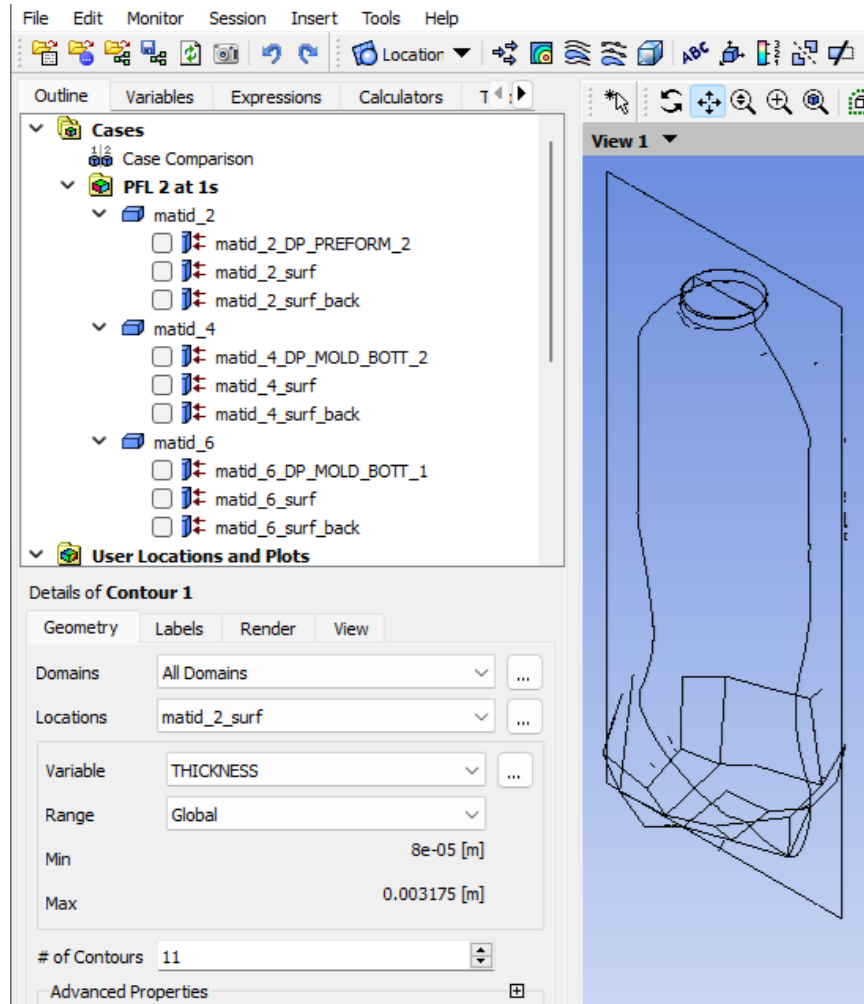 File Edit Monitor Session Insert Tools Help
Location
ABC
Outline Variables Expressions Calculators
View 1
Cases
1|2
Case Comparison
PFL 2 at 1s
matid_2
matid_2_DP_PREFORM_2
matid_2_surf
matid_2_surf_back
matid_4
matid_4_DP_MOLD_BOTT_2
matid_4_surf
matid_4_surf_back
matid_6
matid_6_DP_MOLD_BOTT_1
matid_6_surf
matid_6_surf_back
User Locations and Plots
Details of Contour 1
Geometry Labels Render View
Domains All Domains ...
Locations matid_2_surf ...
Variable THICKNESS ...
Range Global
Min 8e-05 [m]
Max 0.003175 [m]
# of Contours 11
Advanced Properties